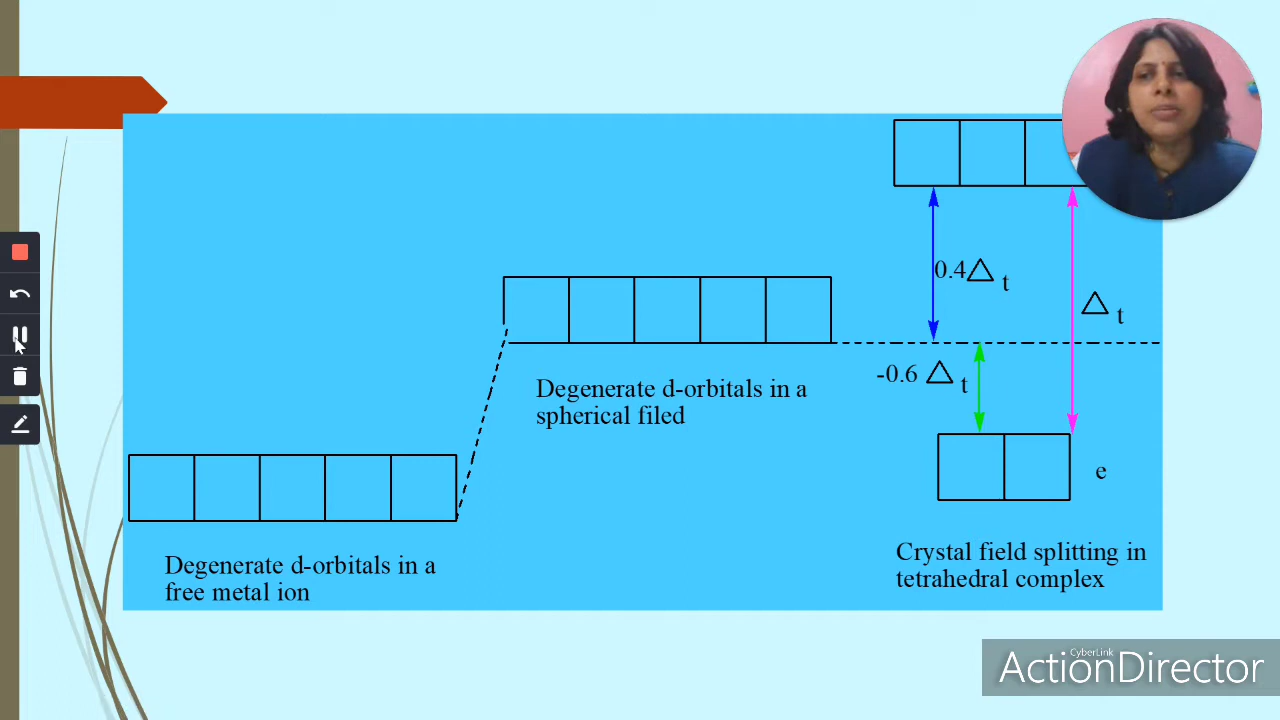 0.4△t
△t
-0.6 △t
Degenerate d-orbitals in a
spherical filed
e
Degenerate d-orbitals in a
free metal ion
Crystal field splitting in
tetrahedral complex
CyberLink
ActionDirector